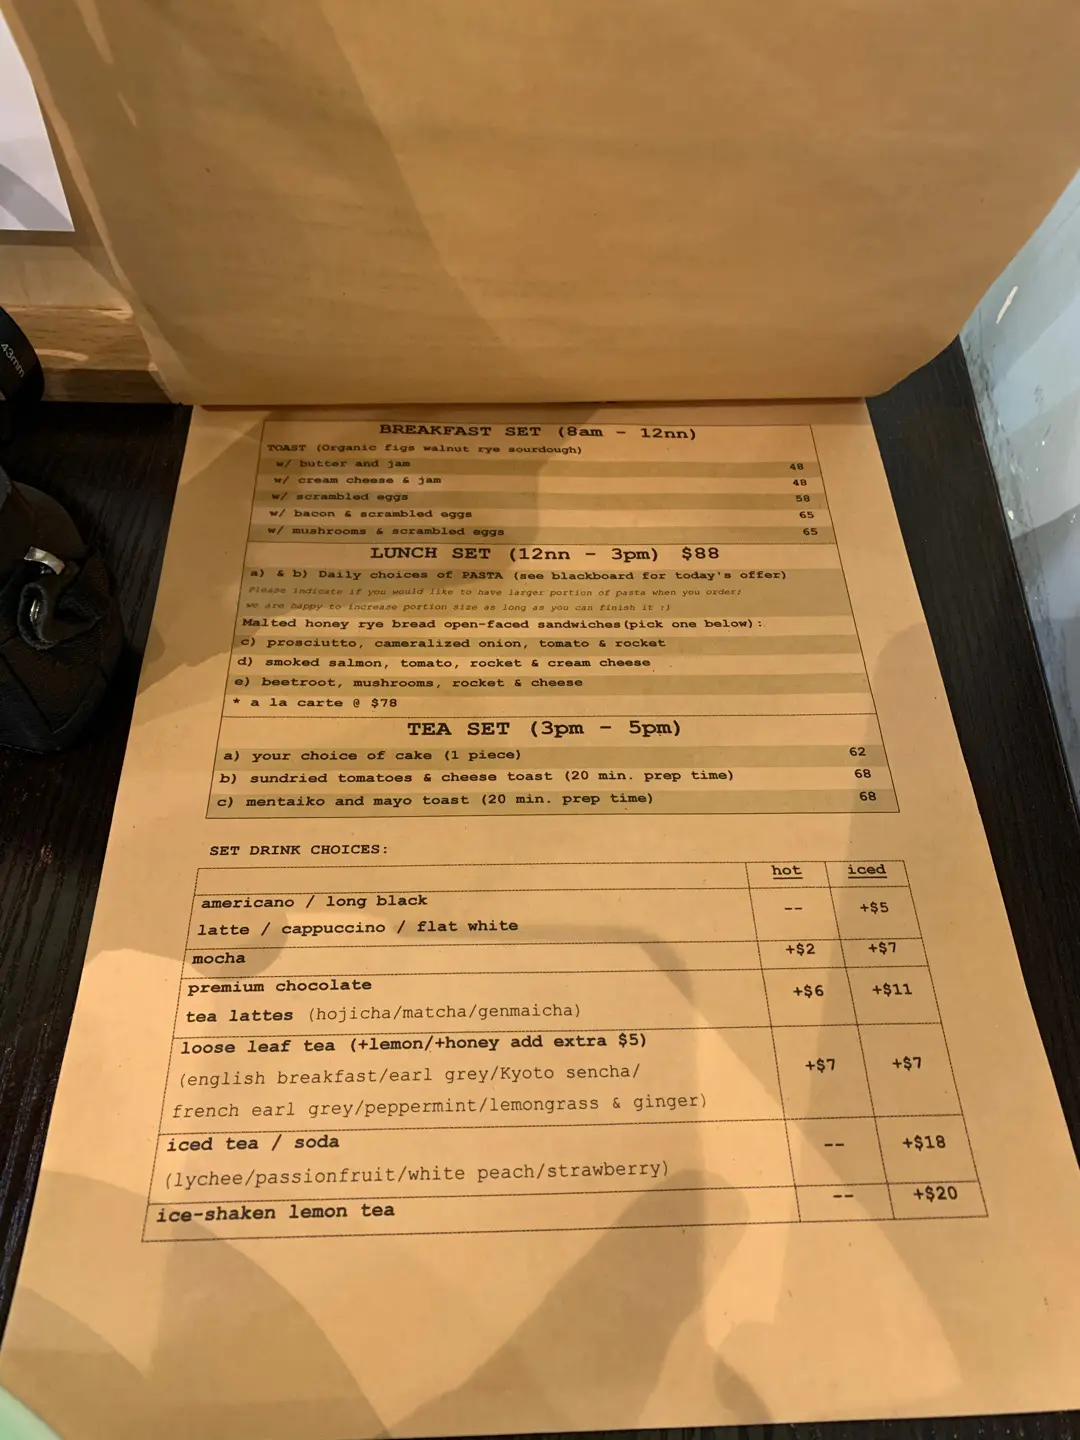 43mm
BREAKFAST SET (8am - 12nn)
TOAST (Organic figs walnut rye sourdough)
w/ butter and jam 48
w/ cream cheese & jam 48
w/ scrambled eggs 58
w/ bacon & scrambled eggs 65
w/ mushrooms & scrambled eggs 65
LUNCH SET (12nn - 3pm) $88
a) & b) Daily choices of PASTA (see blackboard for today's offer)
Please indicate if you would like to have larger portion of pasta when you order;
we are happy to increase portion size as long as you can finish it :)
Malted honey rye bread open-faced sandwiches(pick one below):
c) prosciutto, cameralized onion, tomato & rocket
d) smoked salmon, tomato, rocket & cream cheese
e) beetroot, mushrooms, rocket & cheese
* a la carte @ $78
TEA SET (3pm - 5pm)
a) your choice of cake (1 piece) 62
b) sundried tomatoes & cheese toast (20 min. prep time) 68
c) mentaiko and mayo toast (20 min. prep time) 68
SET DRINK CHOICES:
hot iced
americano / long black
latte / cappuccino / flat white -- +$5
mocha +$2 +$7
premium chocolate
tea lattes (hojicha/matcha/genmaicha) +$6 +$11
loose leaf tea (+lemon/+honey add extra $5)
(english breakfast/earl grey/Kyoto sencha/ +$7 +$7
french earl grey/peppermint/lemongrass & ginger)
iced tea / soda -- +$18
(lychee/passionfruit/white peach/strawberry)
ice-shaken lemon tea -- +$20